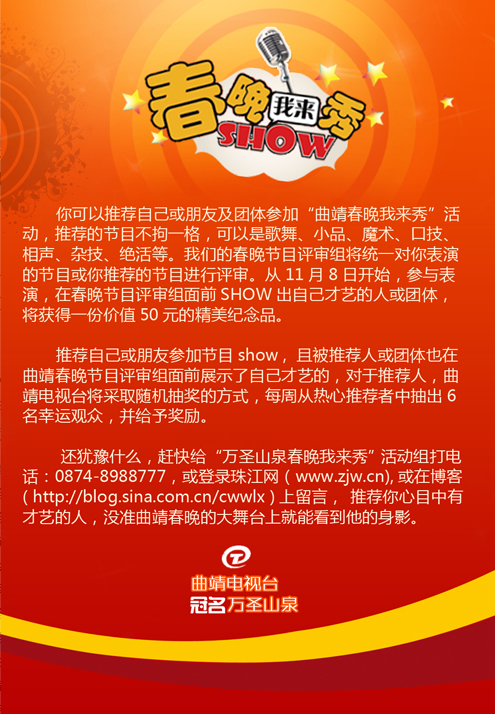 春晚我来秀
SHOW
你可以推荐自己或朋友及团体参加“曲靖春晚我来秀”活
动，推荐的节目不拘一格，可以是歌舞、小品、魔术、口技、
相声、杂技、绝活等。我们的春晚节目评审组将统一对你表演
的节目或你推荐的节目进行评审。从 11 月 8 日开始，参与表
演，在春晚节目评审组面前 SHOW 出自己才艺的人或团体，
将获得一份价值 50 元的精美纪念品。
推荐自己或朋友参加节目 show，且被推荐人或团体也在
曲靖春晚节目评审组面前展示了自己才艺的，对于推荐人，曲
靖电视台将采取随机抽奖的方式，每周从热心推荐者中抽出 6
名幸运观众，并给予奖励。
还犹豫什么，赶快给“万圣山泉春晚我来秀”活动组打电
话：0874-8988777，或登录珠江网（www.zjw.cn), 或在博客
( http://blog.sina.com.cn/cwwlx ) 上留言， 推荐你心目中有
才艺的人，没准曲靖春晚的大舞台上就能看到他的身影。
曲靖电视台
冠名万圣山泉